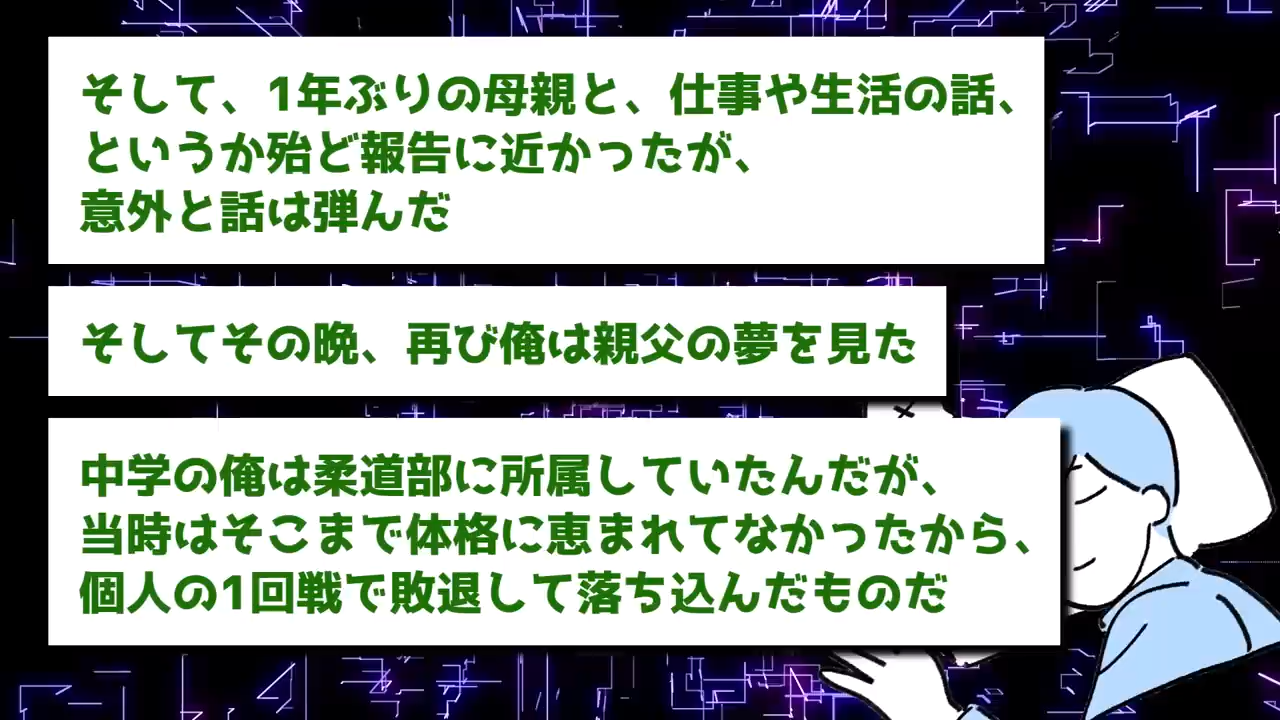 そして、1年ぶりの母親と、仕事や生活の話、
というか殆ど報告に近かったが、
意外と話は弾んだ
そしてその晩、再び俺は親父の夢を見た
中学の俺は柔道部に所属していたんだが、
当時はそこまで体格に恵まれてなかったから、
個人の1回戦で敗退して落ち込んだものだ